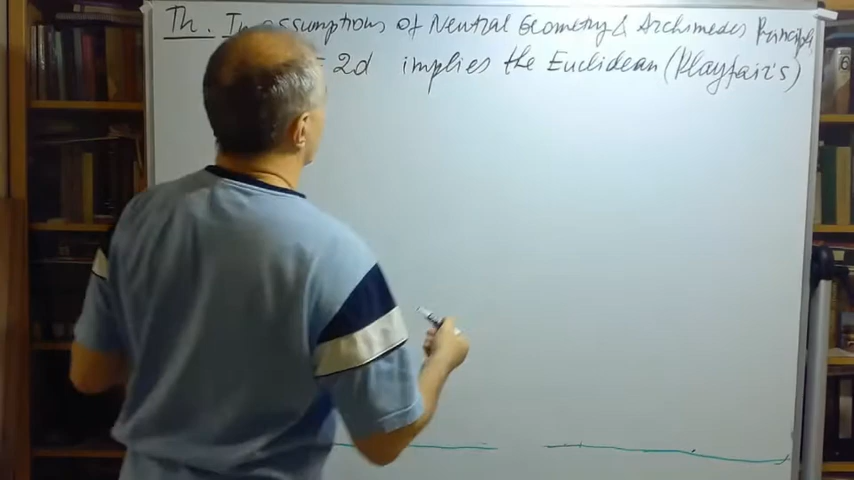 Th. In assumptions of Neutral Geometry & Archimedes Principle
2d implies the Euclidean (Playfair's)